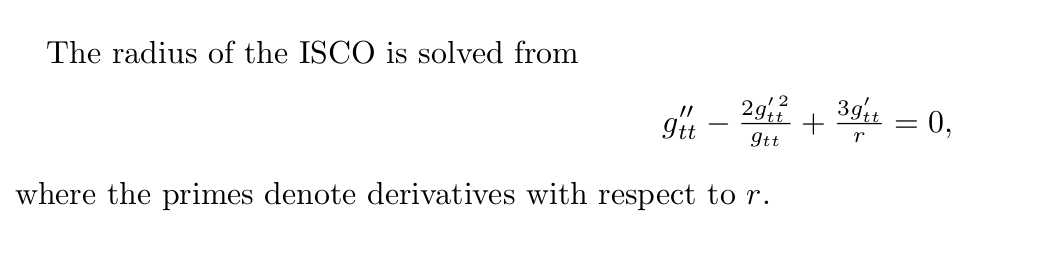 The radius of the ISCO is solved from
g''_{tt} − \frac{2g'^2_{tt}}{g_{tt}} + \frac{3g'_{tt}}{r} = 0,
where the primes denote derivatives with respect to r.